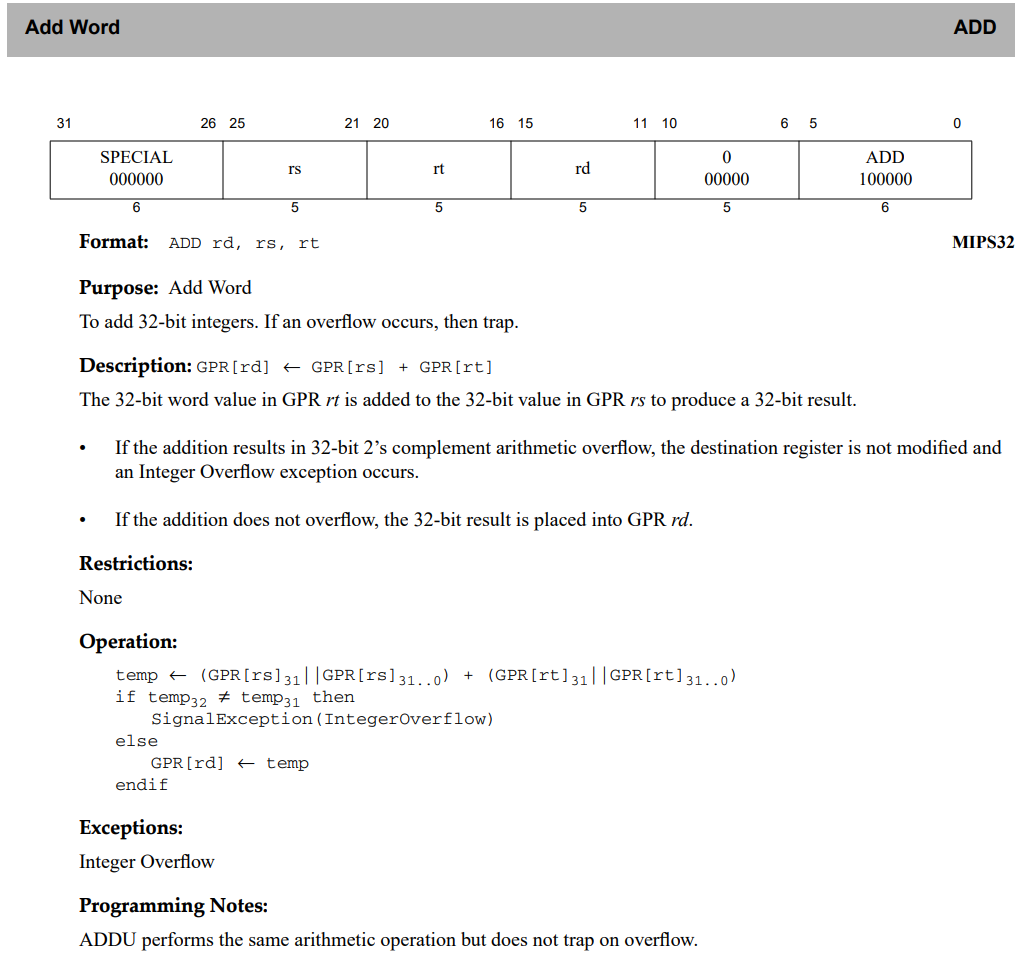 Add Word ADD
31 26 25 21 20 16 15 11 10 6 5 0
SPECIAL rs rt rd 0 ADD
000000 00000 100000
6 5 5 5 5 6
Format: ADD rd, rs, rt MIPS32
Purpose: Add Word
To add 32-bit integers. If an overflow occurs, then trap.
Description: GPR[rd] ← GPR[rs] + GPR[rt]
The 32-bit word value in GPR rt is added to the 32-bit value in GPR rs to produce a 32-bit result.
• If the addition results in 32-bit 2’s complement arithmetic overflow, the destination register is not modified and
an Integer Overflow exception occurs.
• If the addition does not overflow, the 32-bit result is placed into GPR rd.
Restrictions:
None
Operation:
temp ← (GPR[rs]31||GPR[rs]31..0) + (GPR[rt]31||GPR[rt]31..0)
if temp32 ≠ temp31 then
SignalException(IntegerOverflow)
else
GPR[rd] ← temp
endif
Exceptions:
Integer Overflow
Programming Notes:
ADDU performs the same arithmetic operation but does not trap on overflow.